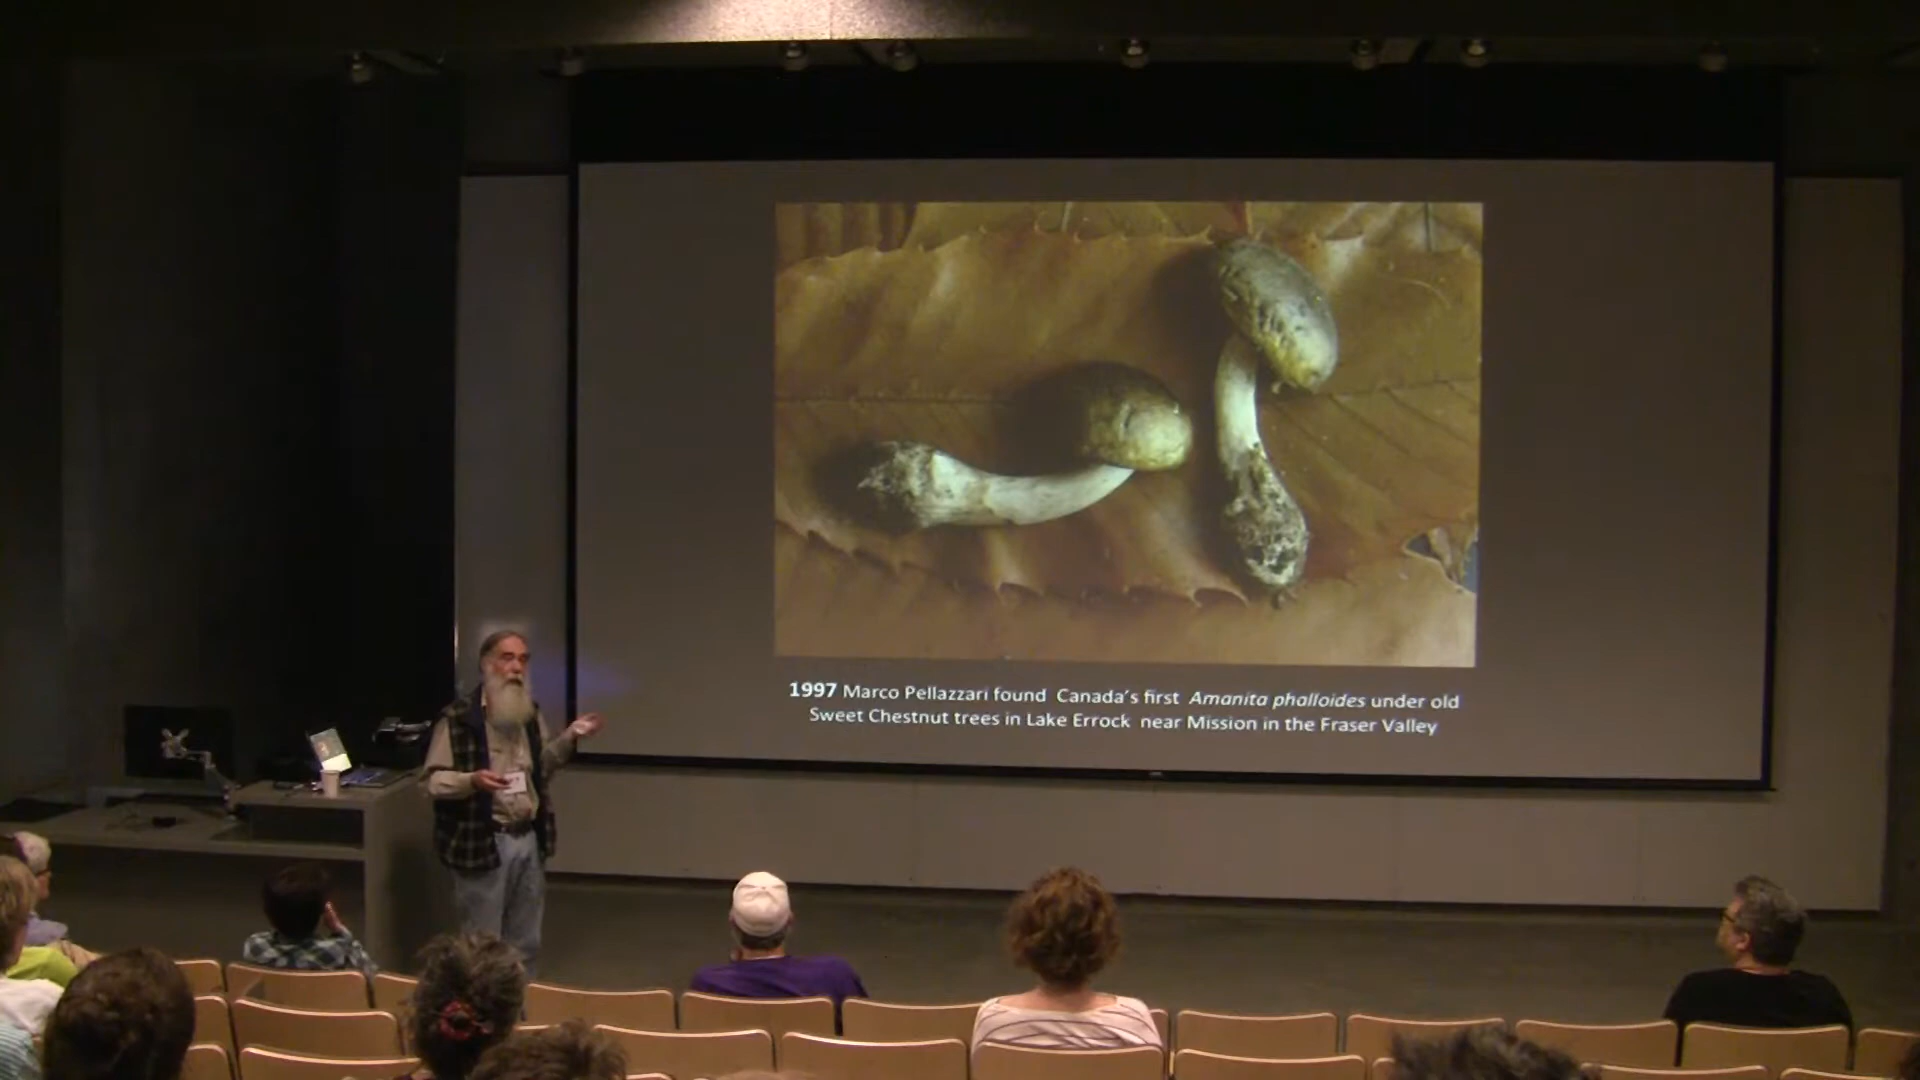 1997 Marco Pellazzari found Canada's first Amanita phalloides under old
Sweet Chestnut trees in Lake Errock near Mission in the Fraser Valley